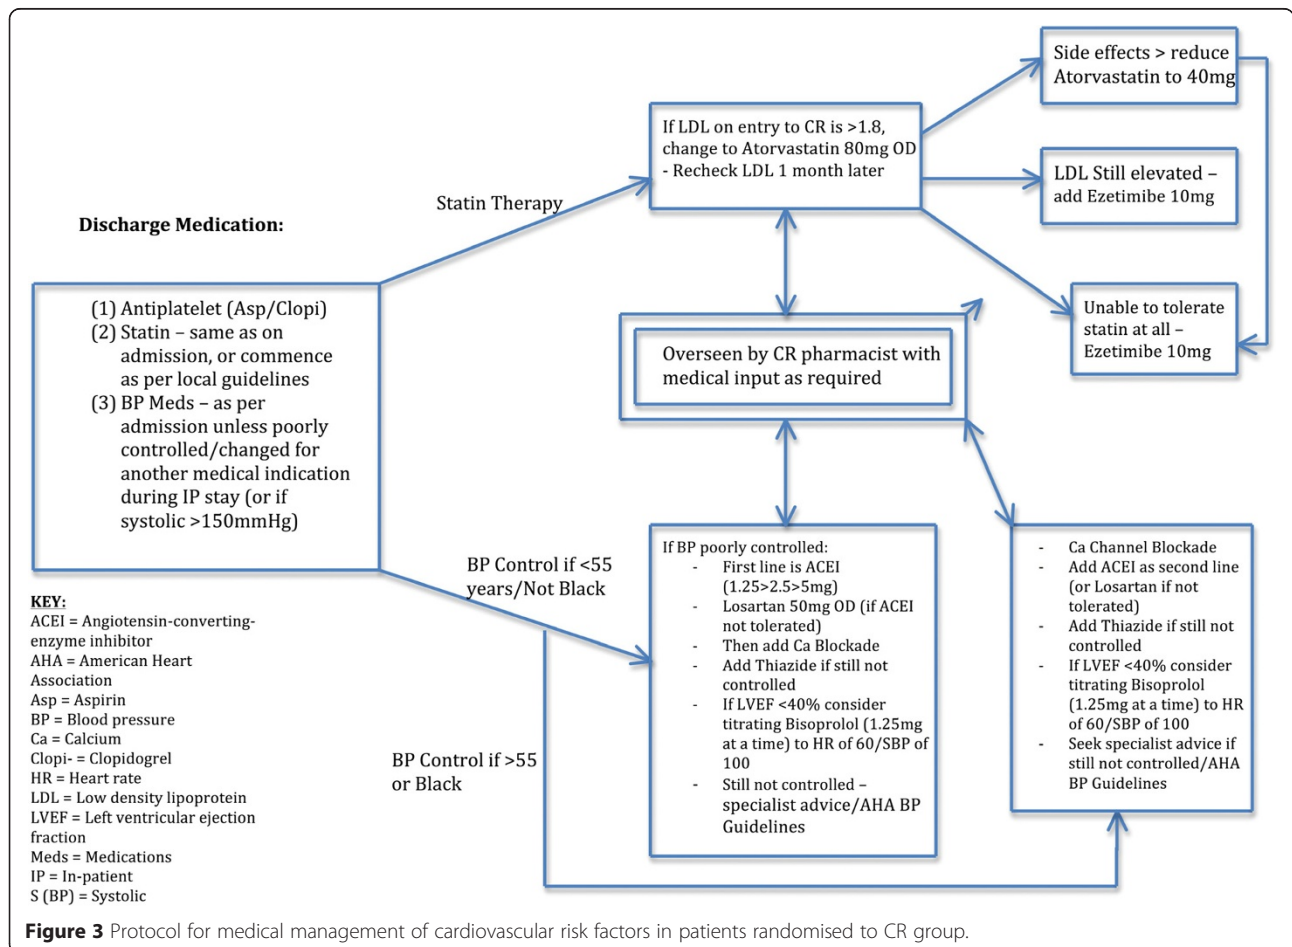 Discharge Medication:
(1) Antiplatelet (Asp/Clopi)
(2) Statin – same as on
admission, or commence
as per local guidelines
(3) BP Meds – as per
admission unless poorly
controlled/changed for
another medical indication
during IP stay (or if
systolic >150mmHg)
Statin Therapy
If LDL on entry to CR is >1.8,
change to Atorvastatin 80mg OD
- Recheck LDL 1 month later
Side effects > reduce
Atorvastatin to 40mg
LDL Still elevated –
add Ezetimibe 10mg
Unable to tolerate
statin at all –
Ezetimibe 10mg
Overseen by CR pharmacist with
medical input as required
BP Control if <55
years/Not Black
If BP poorly controlled:
- First line is ACEI
(1.25>2.5>5mg)
- Losartan 50mg OD (if ACEI
not tolerated)
- Then add Ca Blockade
- Add Thiazide if still not
controlled
- If LVEF <40% consider
titrating Bisoprolol (1.25mg
at a time) to HR of 60/SBP of
100
- Still not controlled –
specialist advice/AHA BP
Guidelines
BP Control if >55
or Black
- Ca Channel Blockade
- Add ACEI as second line
(or Losartan if not
tolerated)
- Add Thiazide if still not
controlled
- If LVEF <40% consider
titrating Bisoprolol
(1.25mg at a time) to HR
of 60/SBP of 100
- Seek specialist advice if
still not controlled/AHA
BP Guidelines
KEY:
ACEI = Angiotensin-converting-
enzyme inhibitor
AHA = American Heart
Association
Asp = Aspirin
BP = Blood pressure
Ca = Calcium
Clopi- = Clopidogrel
HR = Heart rate
LDL = Low density lipoprotein
LVEF = Left ventricular ejection
fraction
Meds = Medications
IP = In-patient
S (BP) = Systolic
Figure 3 Protocol for medical management of cardiovascular risk factors in patients randomised to CR group.